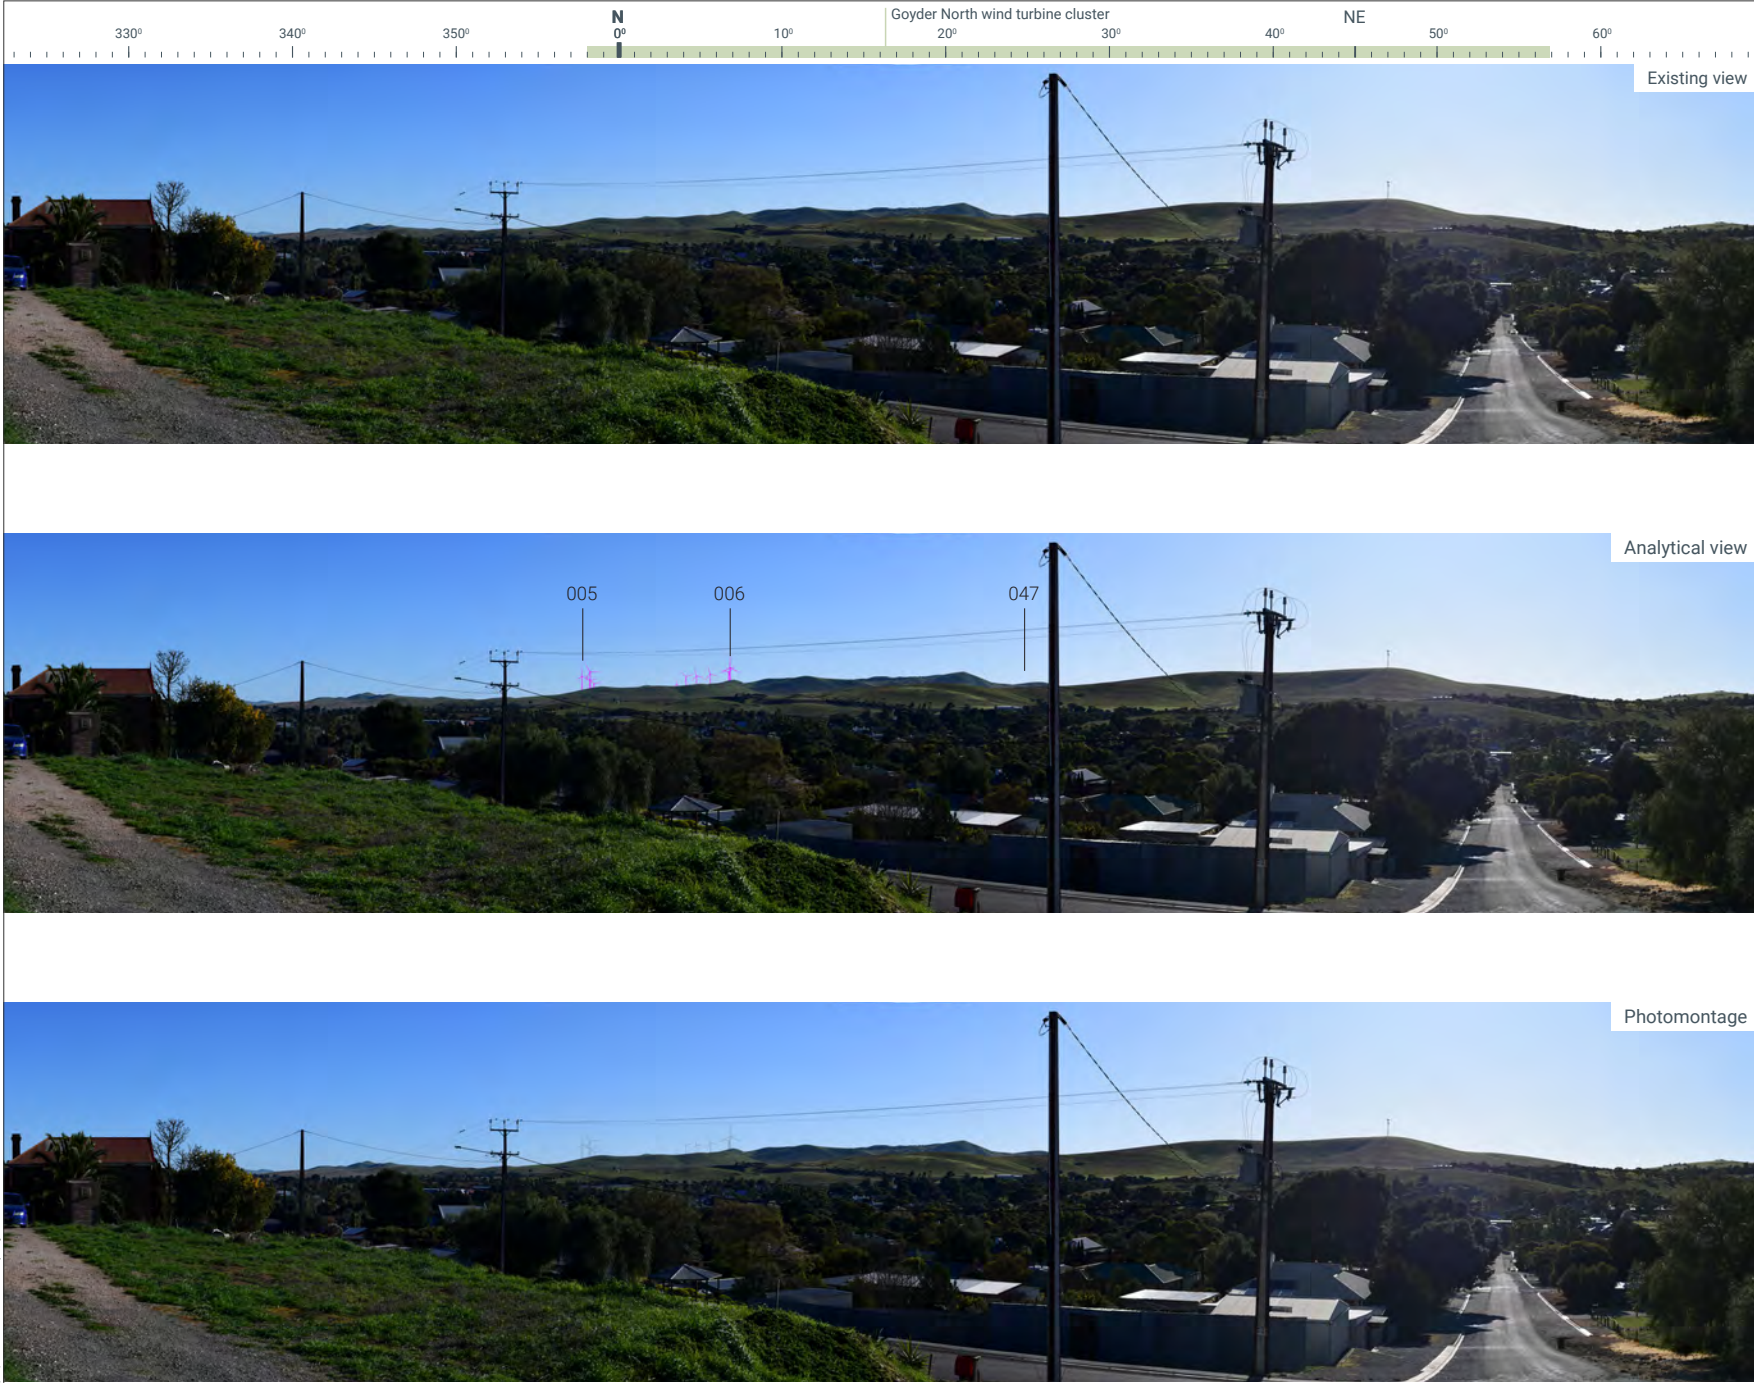 N
Goyder North wind turbine cluster
NE
330⁰
340⁰
350⁰
0⁰
10⁰
20⁰
30⁰
40⁰
50⁰
60⁰
Existing view
Analytical view
005
006
047
Photomontage